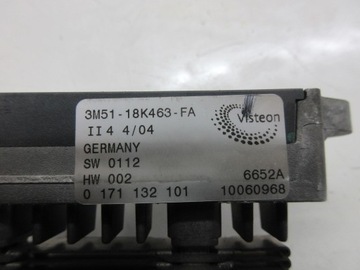 3M51-18K463-FA
Visteon
II4 4/04
GERMANY
SW 0112
HW 002
6652A
0 171 132 101
10060968